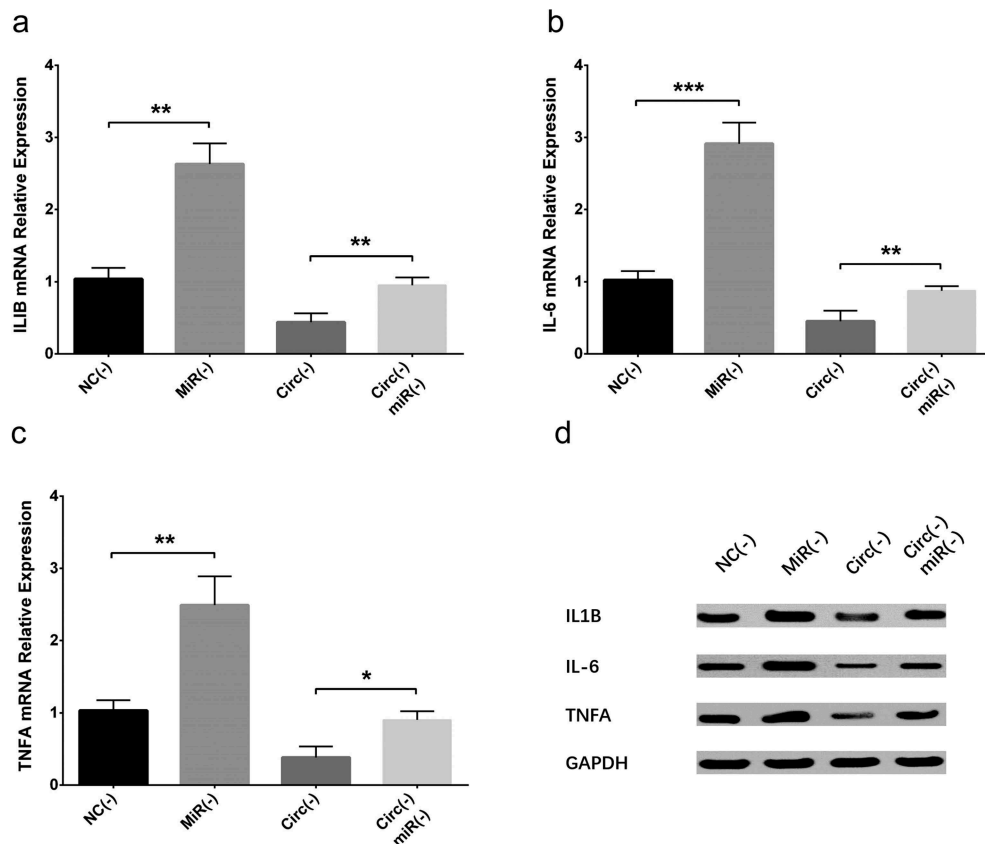 a
ILIB mRNA Relative Expression
4
3
2
1
0
**
**
NC(-)
MiR(-)
Circ(-)
Circ(-)
miR(-)
b
IL-6 mRNA Relative Expression
4
3
2
1
0
***
**
NC(-)
MiR(-)
Circ(-)
Circ(-)
miR(-)
c
TNFA mRNA Relative Expression
4
3
2
1
0
**
*
NC(-)
MiR(-)
Circ(-)
Circ(-)
miR(-)
d
NC(-)
MiR(-)
Circ(-)
Circ(-)
miR(-)
IL1B
IL-6
TNFA
GAPDH